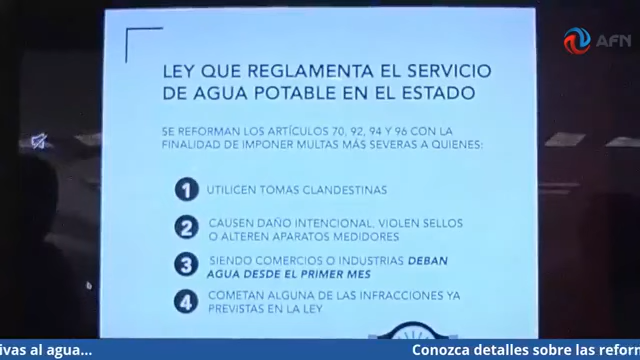 AFN
LEY QUE REGLAMENTA EL SERVICIO
DE AGUA POTABLE EN EL ESTADO
SE REFORMAN LOS ARTÍCULOS 70, 92, 94 Y 96 CON LA
FINALIDAD DE IMPONER MULTAS MÁS SEVERAS A QUIENES:
1 UTILICEN TOMAS CLANDESTINAS
2 CAUSEN DAÑO INTENCIONAL, VIOLEN SELLOS
O ALTEREN APARATOS MEDIDORES
3 SIENDO COMERCIOS O INDUSTRIAS DEBAN
AGUA DESDE EL PRIMER MES
4 COMETAN ALGUNA DE LAS INFRACCIONES YA
PREVISTAS EN LA LEY
ivas al agua... Conozca detalles sobre las reforn